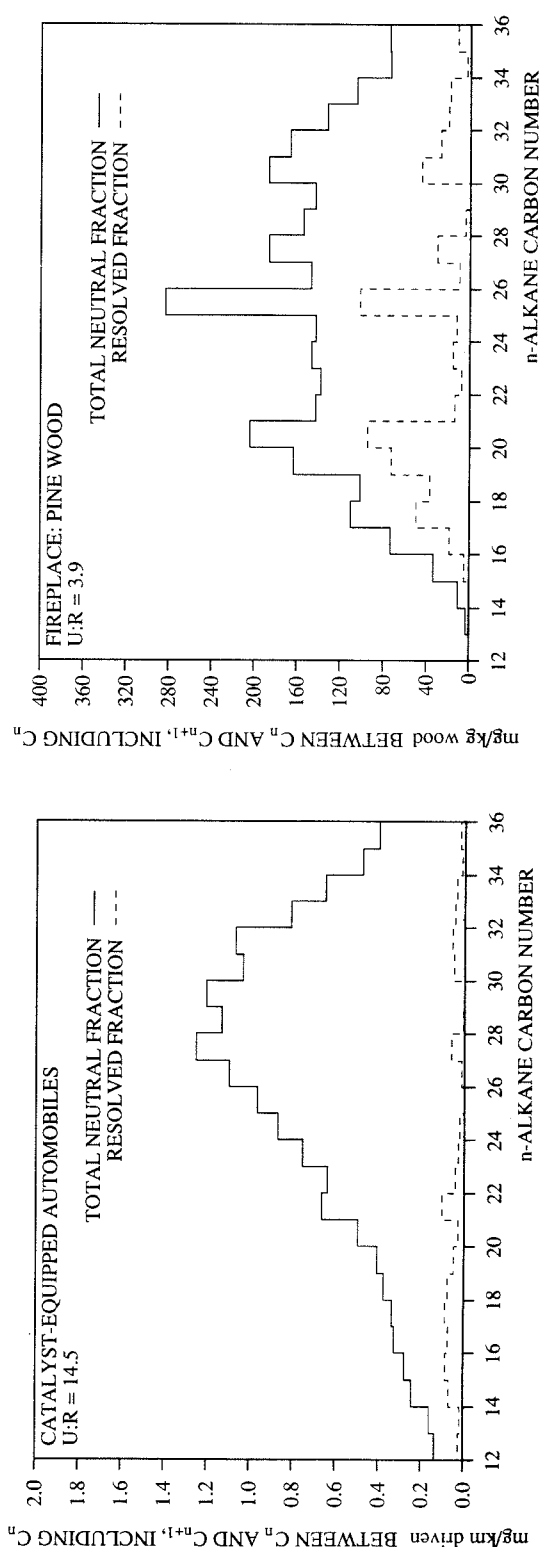 CATALYST-EQUIPPED AUTOMOBILES
U:R = 14.5
TOTAL NEUTRAL FRACTION
RESOLVED FRACTION
mg/km driven BETWEEN Cn AND Cn+1, INCLUDING Cn
2.0
1.6
1.2
1.0
0.8
0.6
0.4
0.2
0.0
12 14 16 18 20 22 24 26 28 30 32 34 36
n-ALKANE CARBON NUMBER
FIREPLACE: PINE WOOD
U:R = 3.9
TOTAL NEUTRAL FRACTION
RESOLVED FRACTION
mg/kg wood BETWEEN Cn AND Cn+1, INCLUDING Cn
400
360
320
280
240
200
160
120
80
40
0
12 14 16 18 20 22 24 26 28 30 32 34 36
n-ALKANE CARBON NUMBER